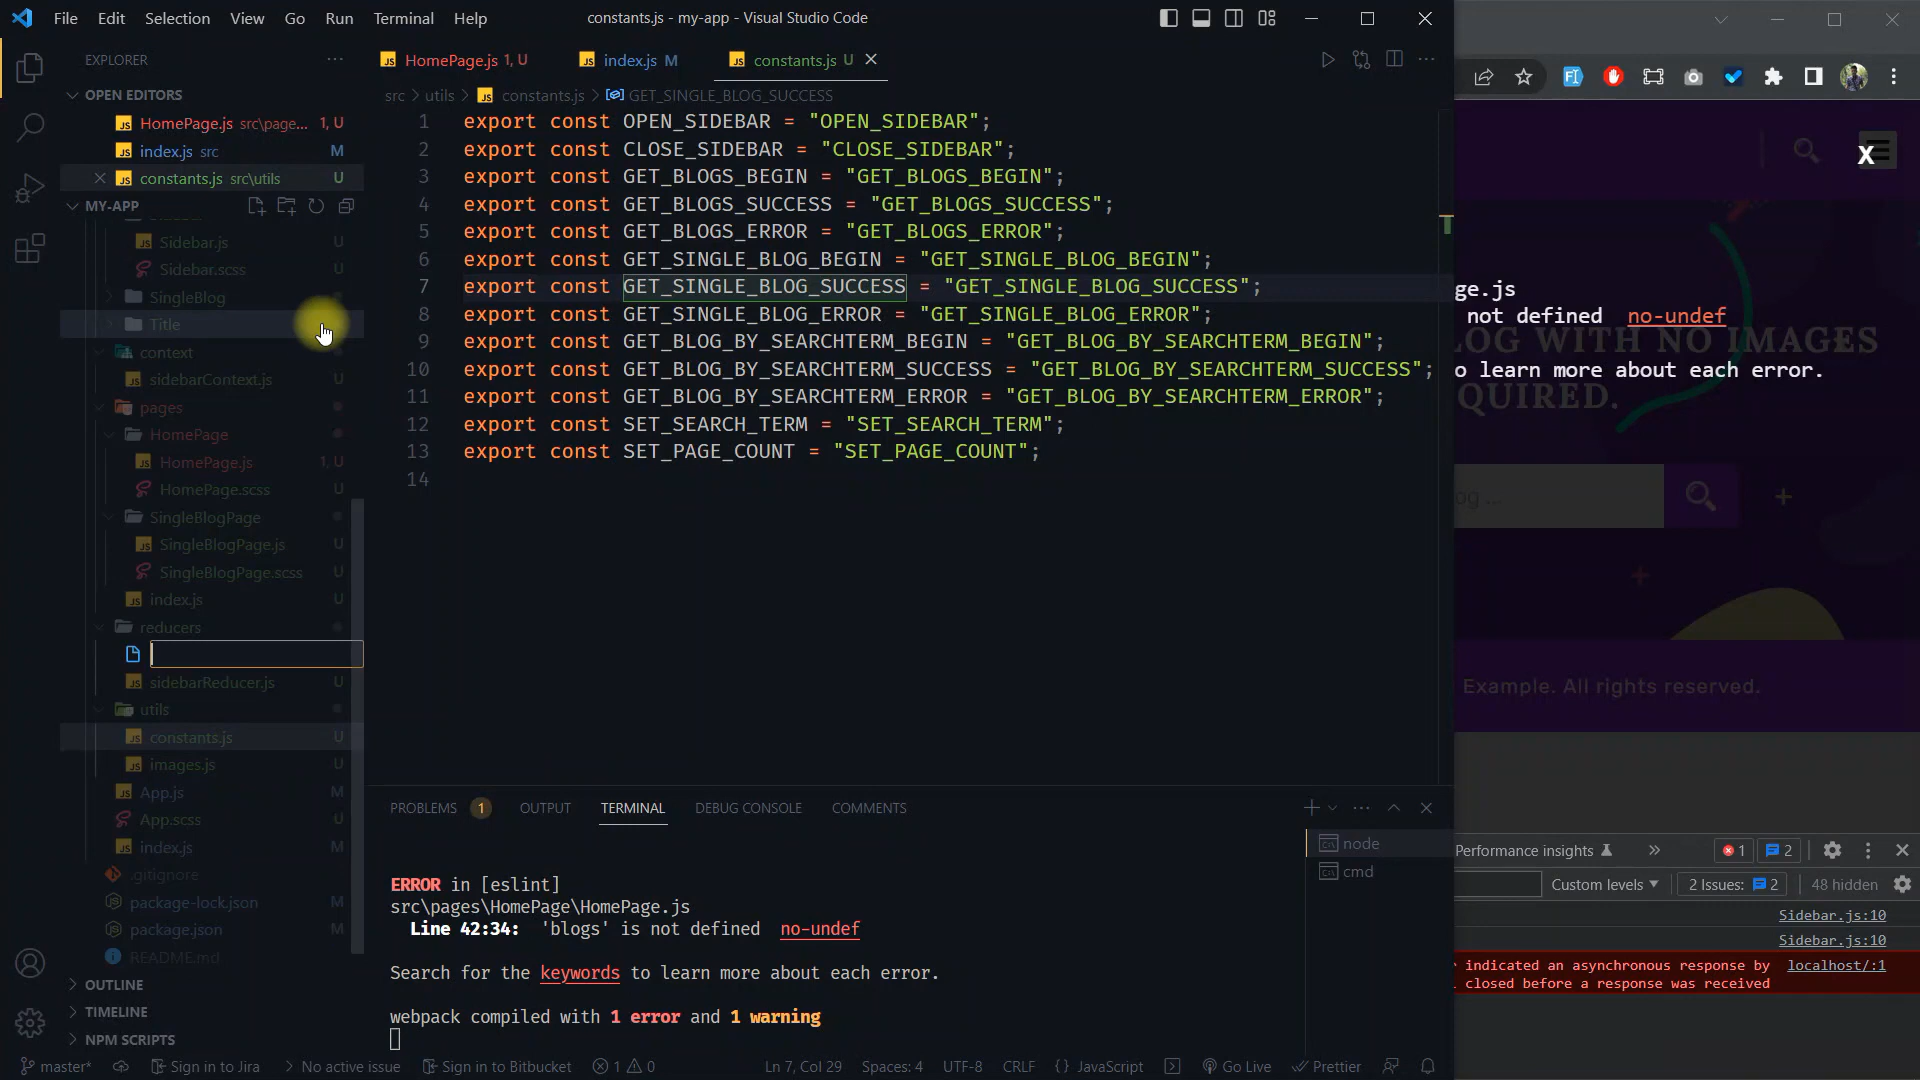 File Edit Selection View Go Run Terminal Help
constants.js - my-app - Visual Studio Code
EXPLORER
OPEN EDITORS
HomePage.js src\page... 1, U
index.js src M
constants.js src\utils U
MY-APP
Sidebar.js U
Sidebar.scss U
SingleBlog
Title
context
sidebarContext.js U
pages
HomePage
HomePage.js 1, U
HomePage.scss U
SingleBlogPage
SingleBlogPage.js U
SingleBlogPage.scss U
index.js U
reducers
sidebarReducer.js U
utils
constants.js U
images.js U
App.js M
App.scss U
index.js M
.gitignore
package-lock.json M
package.json M
README.md
OUTLINE
TIMELINE
NPM SCRIPTS
HomePage.js 1, U
index.js M
constants.js U
src > utils > constants.js > GET_SINGLE_BLOG_SUCCESS
1 export const OPEN_SIDEBAR = "OPEN_SIDEBAR";
2 export const CLOSE_SIDEBAR = "CLOSE_SIDEBAR";
3 export const GET_BLOGS_BEGIN = "GET_BLOGS_BEGIN";
4 export const GET_BLOGS_SUCCESS = "GET_BLOGS_SUCCESS";
5 export const GET_BLOGS_ERROR = "GET_BLOGS_ERROR";
6 export const GET_SINGLE_BLOG_BEGIN = "GET_SINGLE_BLOG_BEGIN";
7 export const GET_SINGLE_BLOG_SUCCESS = "GET_SINGLE_BLOG_SUCCESS";
8 export const GET_SINGLE_BLOG_ERROR = "GET_SINGLE_BLOG_ERROR";
9 export const GET_BLOG_BY_SEARCHTERM_BEGIN = "GET_BLOG_BY_SEARCHTERM_BEGIN";
10 export const GET_BLOG_BY_SEARCHTERM_SUCCESS = "GET_BLOG_BY_SEARCHTERM_SUCCESS";
11 export const GET_BLOG_BY_SEARCHTERM_ERROR = "GET_BLOG_BY_SEARCHTERM_ERROR";
12 export const SET_SEARCH_TERM = "SET_SEARCH_TERM";
13 export const SET_PAGE_COUNT = "SET_PAGE_COUNT";
14
PROBLEMS 1 OUTPUT TERMINAL DEBUG CONSOLE COMMENTS
node
cmd
ERROR in [eslint]
src\pages\HomePage\HomePage.js
Line 42:34: 'blogs' is not defined no-undef
Search for the keywords to learn more about each error.
webpack compiled with 1 error and 1 warning
master* Sign in to Jira No active issue Sign in to Bitbucket 1 0 Ln 7, Col 29 Spaces: 4 UTF-8 CRLF {} JavaScript Go Live Prettier
X
ge.js
not defined no-undef
LOG WITH NO IMAGES
o learn more about each error.
QUIRED.
og ...
Example. All rights reserved.
Performance insights 1 2
Custom levels 2 Issues: 2 48 hidden
Sidebar.js:10
Sidebar.js:10
indicated an asynchronous response by localhost/:1
closed before a response was received